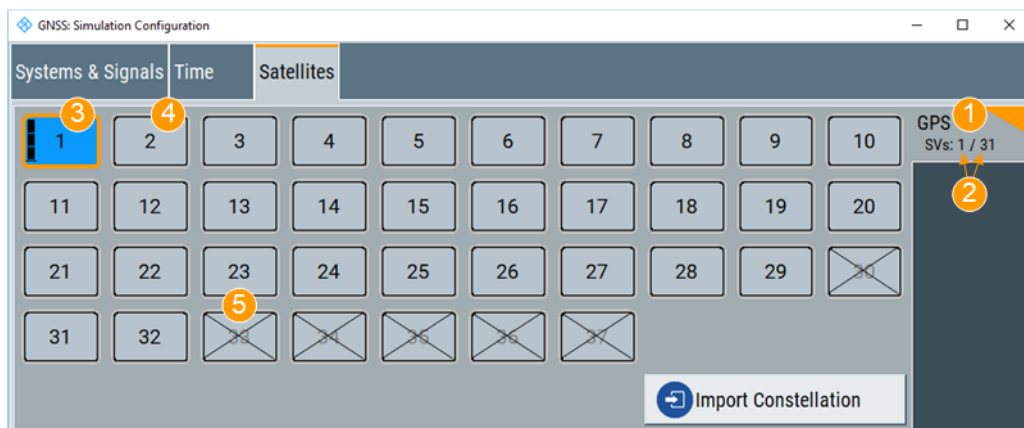 GNSS: Simulation Configuration
Systems & Signals Time Satellites
3 4 1
1 2 3 4 5 6 7 8 9 10 GPS
SVs: 1 / 31
2
11 12 13 14 15 16 17 18 19 20
21 22 23 24 25 26 27 28 29 30
5
31 32 33 34 35 36 37
Import Constellation